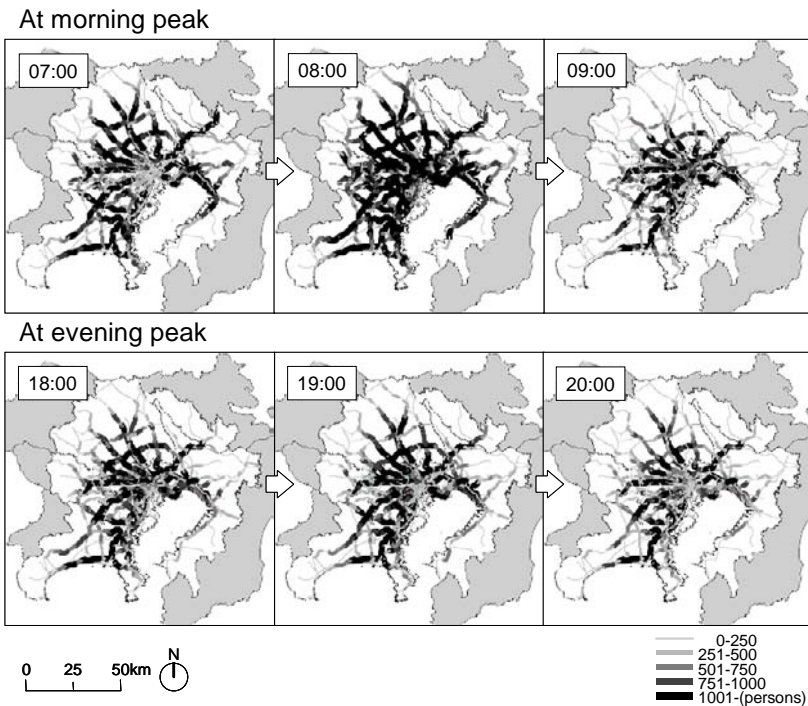 At morning peak
07:00
08:00
09:00
At evening peak
18:00
19:00
20:00
0 25 50km
N
0-250
251-500
501-750
751-1000
1001-(persons)